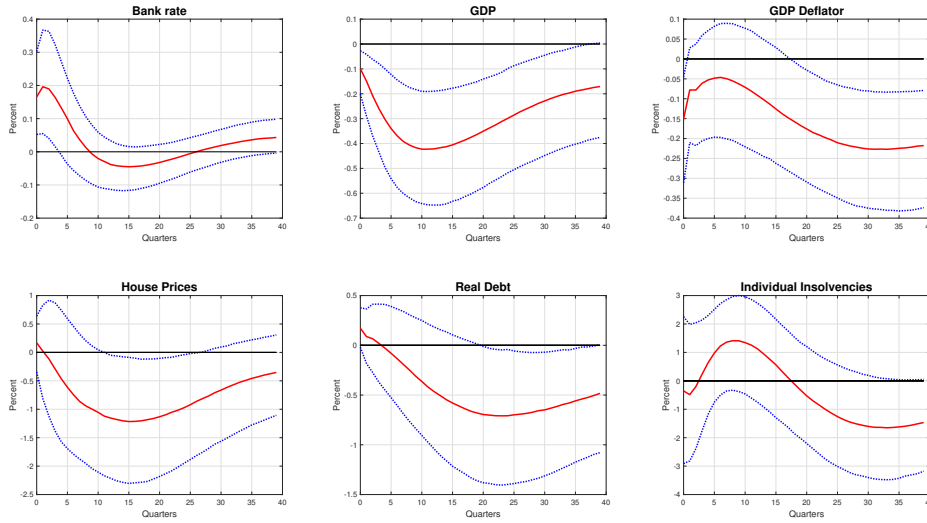 Bank rate
Percent
0.4
0.3
0.2
0.1
0
-0.1
-0.2
0 5 10 15 20 25 30 35 40
Quarters
GDP
Percent
0.1
0
-0.1
-0.2
-0.3
-0.4
-0.5
-0.6
-0.7
0 5 10 15 20 25 30 35 40
Quarters
GDP Deflator
Percent
0.1
0.05
0
-0.05
-0.1
-0.15
-0.2
-0.25
-0.3
-0.35
-0.4
0 5 10 15 20 25 30 35 40
Quarters
House Prices
Percent
1
0.5
0
-0.5
-1
-1.5
-2
-2.5
0 5 10 15 20 25 30 35 40
Quarters
Real Debt
Percent
0.5
0
-0.5
-1
-1.5
0 5 10 15 20 25 30 35 40
Quarters
Individual Insolvencies
Percent
3
2
1
0
-1
-2
-3
-4
0 5 10 15 20 25 30 35 40
Quarters